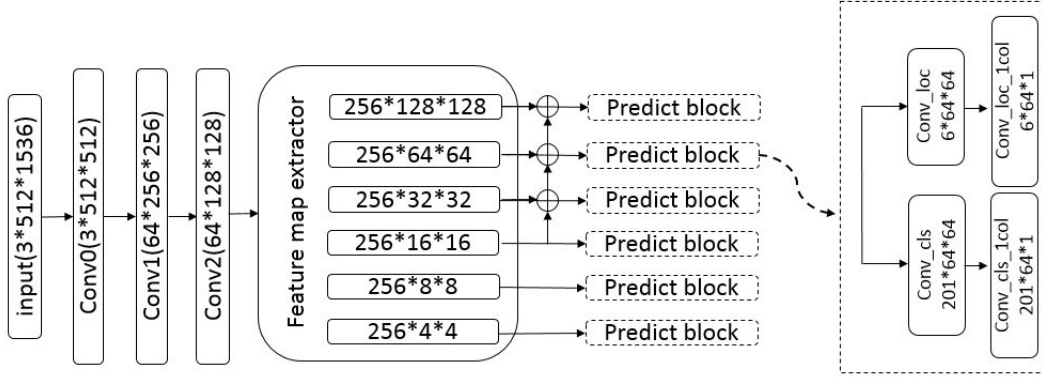 input(3*512*1536)
Conv0(3*512*512)
Conv1(64*256*256)
Conv2(64*128*128)
Feature map extractor
256*128*128
256*64*64
256*32*32
256*16*16
256*8*8
256*4*4
Predict block
Predict block
Predict block
Predict block
Predict block
Predict block
Conv_loc
6*64*64
Conv_loc_1col
6*64*1
Conv_cls
201*64*64
Conv_cls_1col
201*64*1